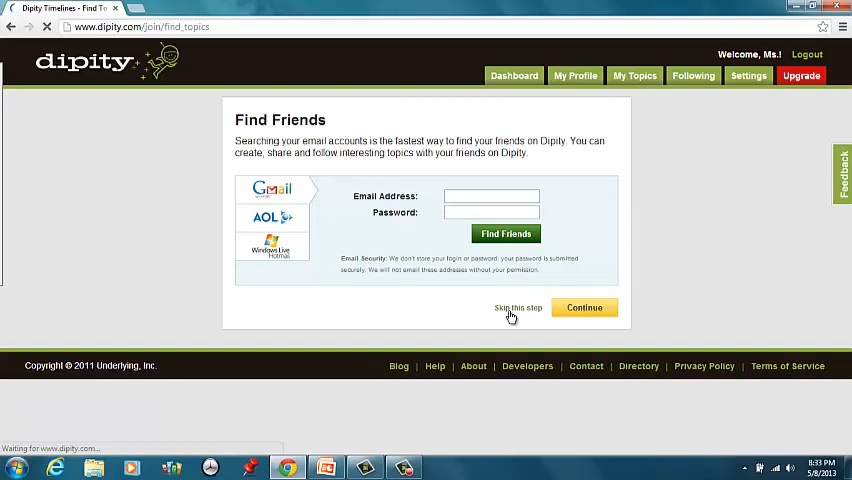 Dipity Timelines - Find To
www.dipity.com/join/find_topics
dipity
Welcome, Ms.! Logout
Dashboard My Profile My Topics Following Settings Upgrade
Find Friends
Searching your email accounts is the fastest way to find your friends on Dipity. You can
create, share and follow interesting topics with your friends on Dipity.
Gmail
AOL
Windows Live
Hotmail
Email Address:
Password:
Find Friends
Email Security: We don't store your login or password; your password is submitted
securely. We will not email these addresses without your permission.
Skip this step Continue
Feedback
Copyright © 2011 Underlying, Inc.
Blog | Help | About | Developers | Contact | Directory | Privacy Policy | Terms of Service
Waiting for www.dipity.com...
8:33 PM
5/8/2013